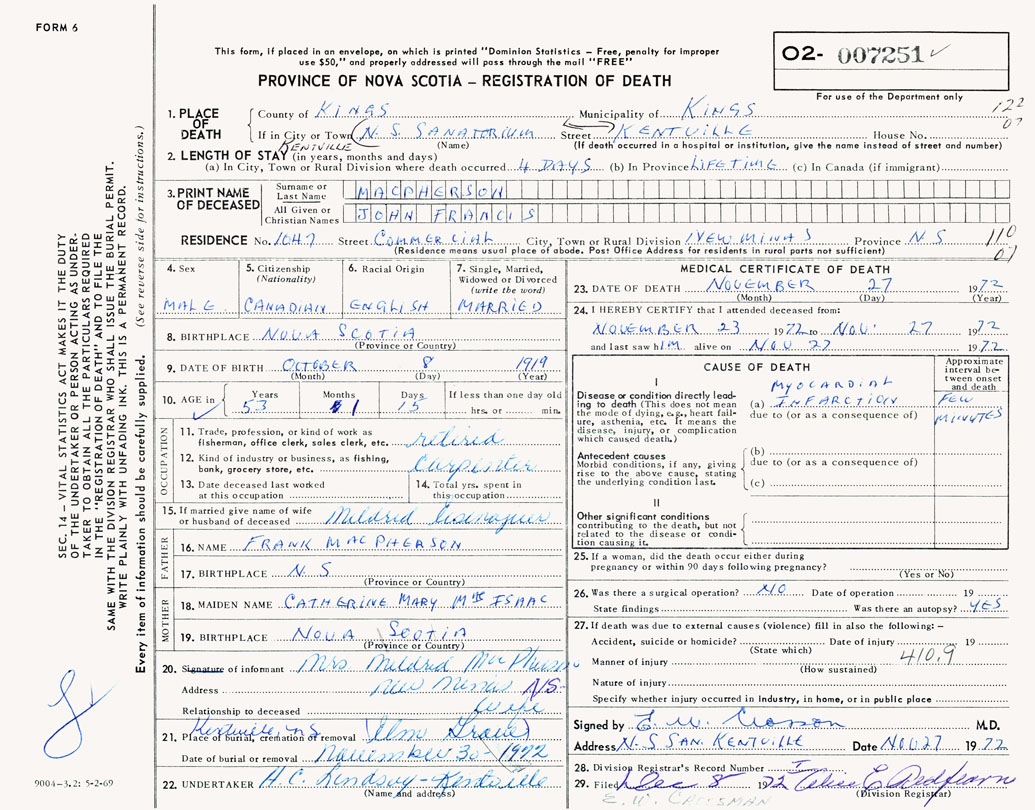 FORM 6
This form, if placed in an envelope, on which is printed "Dominion Statistics – Free, penalty for improper
use $50," and properly addressed will pass through the mail "FREE"
PROVINCE OF NOVA SCOTIA – REGISTRATION OF DEATH
O2- 007251 ✓
For use of the Department only
122
07
1. PLACE OF DEATH
County of KINGS Municipality of KINGS
If in City or Town N. S. SANATORIUM Street KENTVILLE House No.
KENTVILLE (Name) (If death occurred in a hospital or institution, give the name instead of street and number)
2. LENGTH OF STAY (in years, months and days)
(a) In City, Town or Rural Division where death occurred 4 DAYS (b) In Province LIFETIME (c) In Canada (if immigrant)
3. PRINT NAME OF DECEASED
Surname or Last Name MACPHERSON
All Given or Christian Names JOHN FRANCIS
RESIDENCE No. 1047 Street COMMERCIAL City, Town or Rural Division NEW MINAS Province N S
(Residence means usual place of abode. Post Office Address for residents in rural parts not sufficient)
110
07
4. Sex MALE
5. Citizenship (Nationality) CANADIAN
6. Racial Origin ENGLISH
7. Single, Married, Widowed or Divorced (write the word) MARRIED
8. BIRTHPLACE NOVA SCOTIA
(Province or Country)
9. DATE OF BIRTH OCTOBER 8 1919
(Month) (Day) (Year)
10. AGE in Years 53 Months 1 Days 15 If less than one day hrs. or min.
OCCUPATION
11. Trade, profession, or kind of work as fisherman, office clerk, sales clerk, etc. retired
12. Kind of industry or business, as fishing, bank, grocery store, etc. Carpenter
13. Date deceased last worked at this occupation
14. Total yrs. spent in this occupation
15. If married give name of wife or husband of deceased Mildred
FATHER
16. NAME FRANK MACPHERSON
17. BIRTHPLACE N. S
(Province or Country)
MOTHER
18. MAIDEN NAME CATHERINE MARY ISAAC
19. BIRTHPLACE NOVA SCOTIA
(Province or Country)
20. Signature of informant Mrs Mildred MacPherson
Address New Minas N.S.
Relationship to deceased Wife
Kentville, N.S
21. Place of burial, cremation or removal Elm Grove
Date of burial or removal November 30 - 1972
22. UNDERTAKER H.C. Lindsay - Kentville
(Name and address)
MEDICAL CERTIFICATE OF DEATH
23. DATE OF DEATH NOVEMBER 27 1972
(Month) (Day) (Year)
24. I HEREBY CERTIFY that I attended deceased from:
NOVEMBER 23 1972 to NOV. 27 1972
and last saw hIM alive on NOV 27 1972
CAUSE OF DEATH
Approximate interval between onset and death
I
Disease or condition directly leading to death (This does not mean the mode of dying, e.g., heart failure, asthenia, etc. It means the disease, injury, or complication which caused death.)
(a) MYOCARDIAL INFARCTION FEW MINUTES
due to (or as a consequence of)
Antecedent causes
Morbid conditions, if any, giving rise to the above cause, stating the underlying condition last.
(b)
due to (or as a consequence of)
(c)
II
Other significant conditions
contributing to the death, but not related to the disease or condition causing it.
25. If a woman, did the death occur either during pregnancy or within 90 days following pregnancy?
(Yes or No)
26. Was there a surgical operation? NO Date of operation 19
State findings Was there an autopsy? YES
27. If death was due to external causes (violence) fill in also the following:–
Accident, suicide or homicide? Date of injury 19
(State which) 410.9
Manner of injury
(How sustained)
Nature of injury
Specify whether injury occurred in Industry, in home, or in public place
Signed by E. W. M.D.
Address N. S SAN. KENTVILLE Date NOV 27 1972
28. Division Registrar's Record Number
29. Filed Dec 8 1972
(Division Registrar)
E. W.
SEC. 14 – VITAL STATISTICS ACT MAKES IT THE DUTY
OF THE UNDERTAKER OR PERSON ACTING AS UNDER-
TAKER TO OBTAIN ALL THE PARTICULARS REQUIRED
IN THE "REGISTRATION OF DEATH" AND TO FILE THE
SAME WITH THE DIVISION REGISTRAR WHO SHALL ISSUE THE BURIAL PERMIT.
WRITE PLAINLY WITH UNFADING INK. THIS IS A PERMANENT RECORD.
Every item of information should be carefully supplied. (See reverse side for instructions.)
9004–3.2: 5-2-69